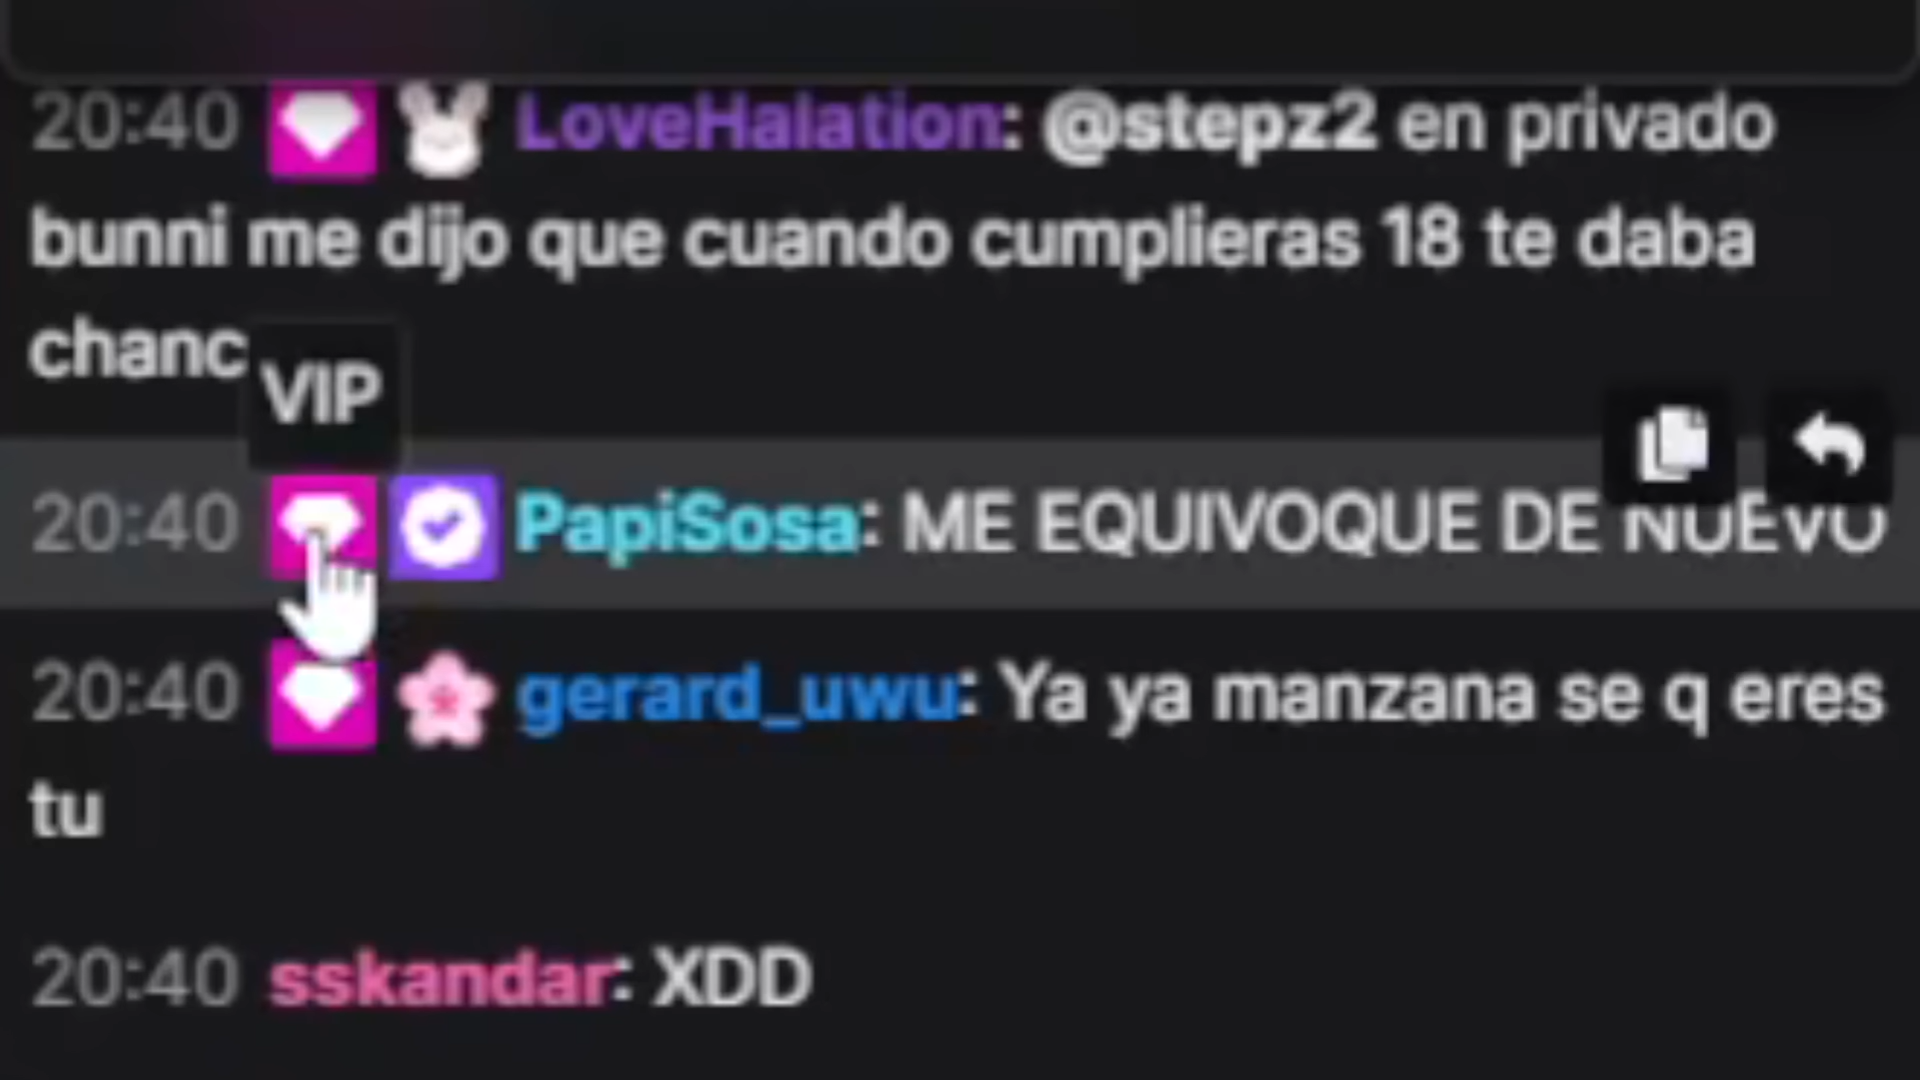 20:40 LoveHalation: @stepz2 en privado
bunni me dijo que cuando cumplieras 18 te daba
chanc
VIP
20:40 PapiSosa: ME EQUIVOQUE DE NUEVO
20:40 gerard_uwu: Ya ya manzana se q eres
tu
20:40 sskandar: XDD